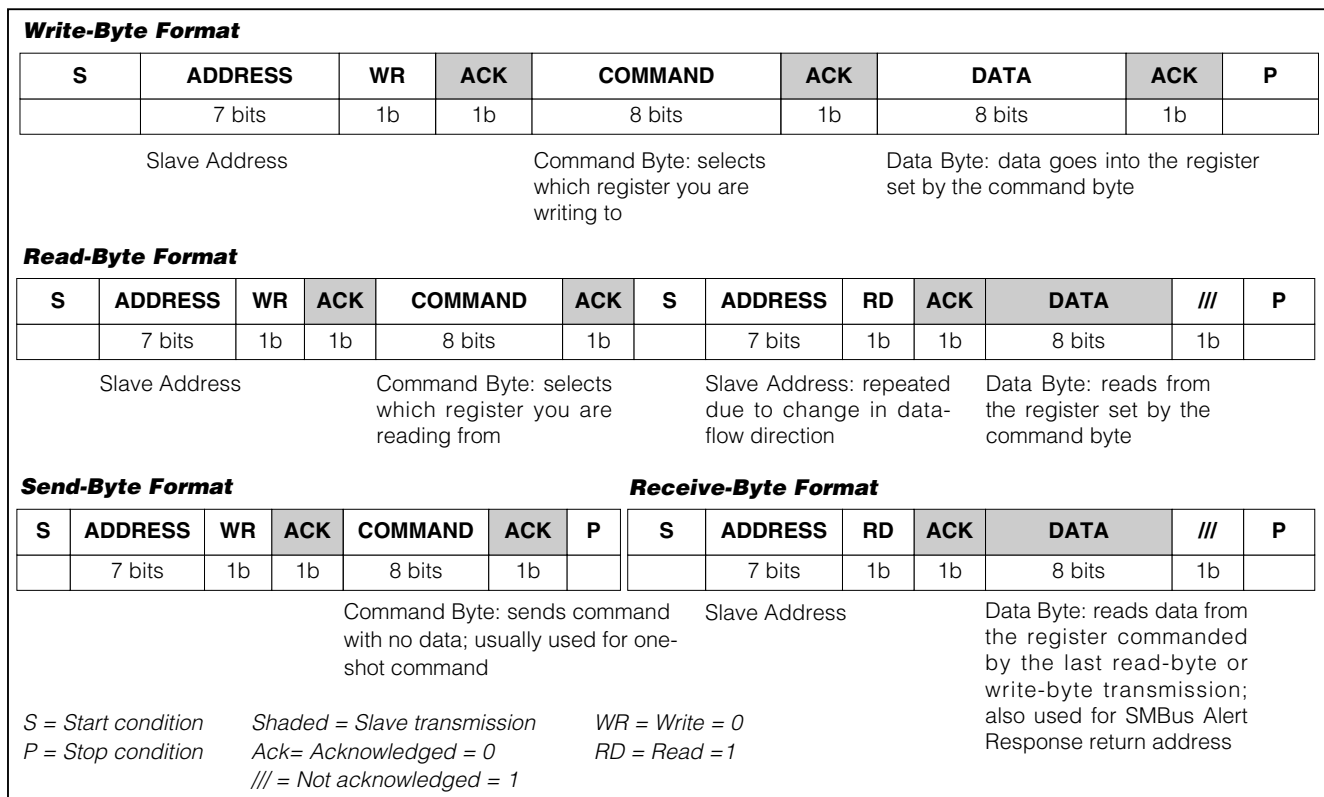 Write-Byte Format
S ADDRESS WR ACK COMMAND ACK DATA ACK P
7 bits 1b 1b 8 bits 1b 8 bits 1b
Slave Address
Command Byte: selects
which register you are
writing to
Data Byte: data goes into the register
set by the command byte
Read-Byte Format
S ADDRESS WR ACK COMMAND ACK S ADDRESS RD ACK DATA /// P
7 bits 1b 1b 8 bits 1b 7 bits 1b 1b 8 bits 1b
Slave Address
Command Byte: selects
which register you are
reading from
Slave Address: repeated
due to change in data-
flow direction
Data Byte: reads from
the register set by the
command byte
Send-Byte Format
S ADDRESS WR ACK COMMAND ACK P
7 bits 1b 1b 8 bits 1b
Command Byte: sends command
with no data; usually used for one-
shot command
Receive-Byte Format
S ADDRESS RD ACK DATA /// P
7 bits 1b 1b 8 bits 1b
Slave Address
Data Byte: reads data from
the register commanded
by the last read-byte or
write-byte transmission;
also used for SMBus Alert
Response return address
S = Start condition Shaded = Slave transmission WR = Write = 0
P = Stop condition Ack= Acknowledged = 0 RD = Read =1
/// = Not acknowledged = 1